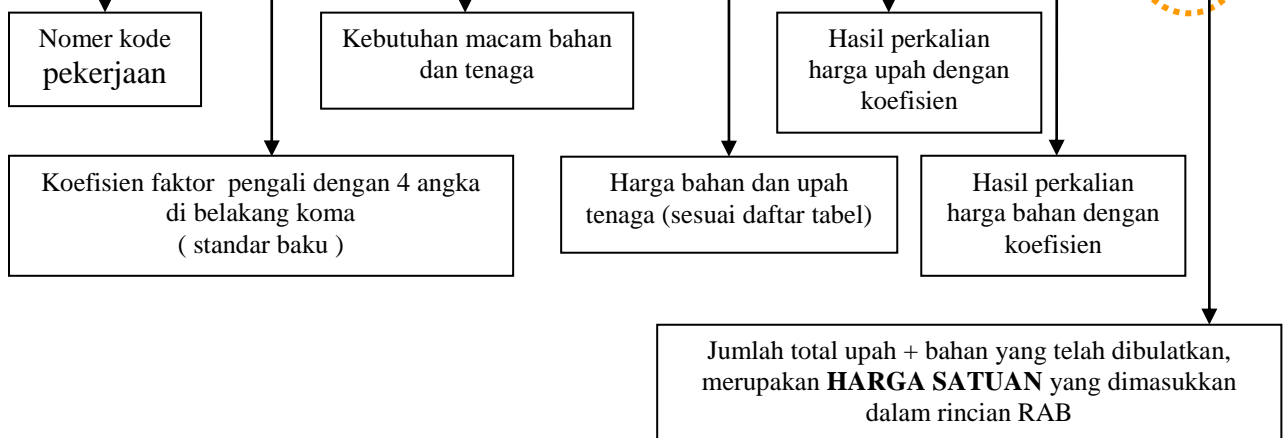 Nomer kode
pekerjaan
Kebutuhan macam bahan
dan tenaga
Hasil perkalian
harga upah dengan
koefisien
Koefisien faktor pengali dengan 4 angka
di belakang koma
( standar baku )
Harga bahan dan upah
tenaga (sesuai daftar tabel)
Hasil perkalian
harga bahan dengan
koefisien
Jumlah total upah + bahan yang telah dibulatkan,
merupakan HARGA SATUAN yang dimasukkan
dalam rincian RAB